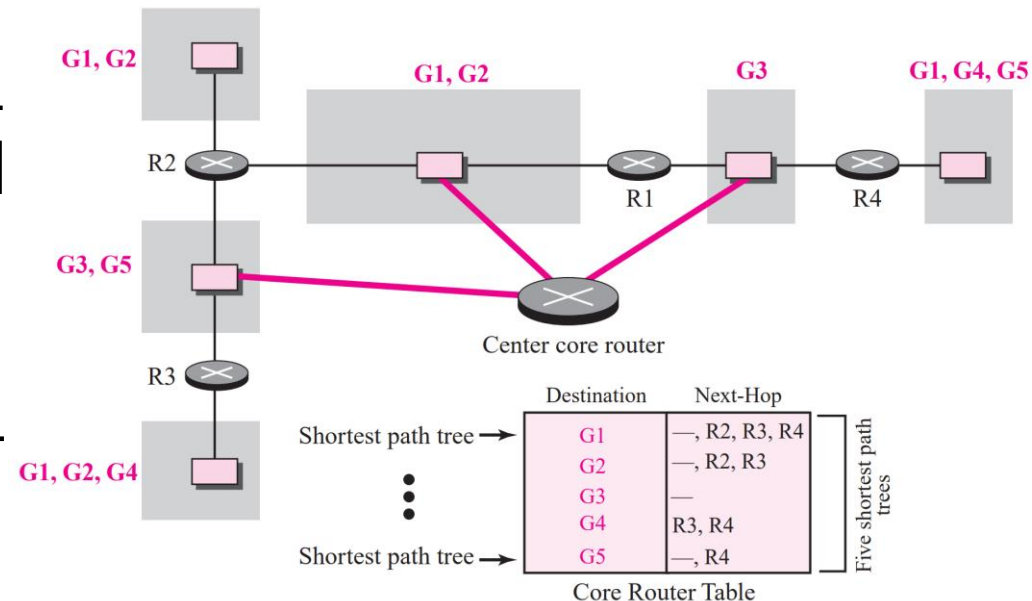 G1, G2
G1, G2
G3
G1, G4, G5
R2
R1
R4
G3, G5
Center core router
R3
G1, G2, G4
Destination Next-Hop
Shortest path tree G1 —, R2, R3, R4
G2 —, R2, R3
G3 —
G4 R3, R4
Shortest path tree G5 —, R4
Five shortest path
trees
Core Router Table